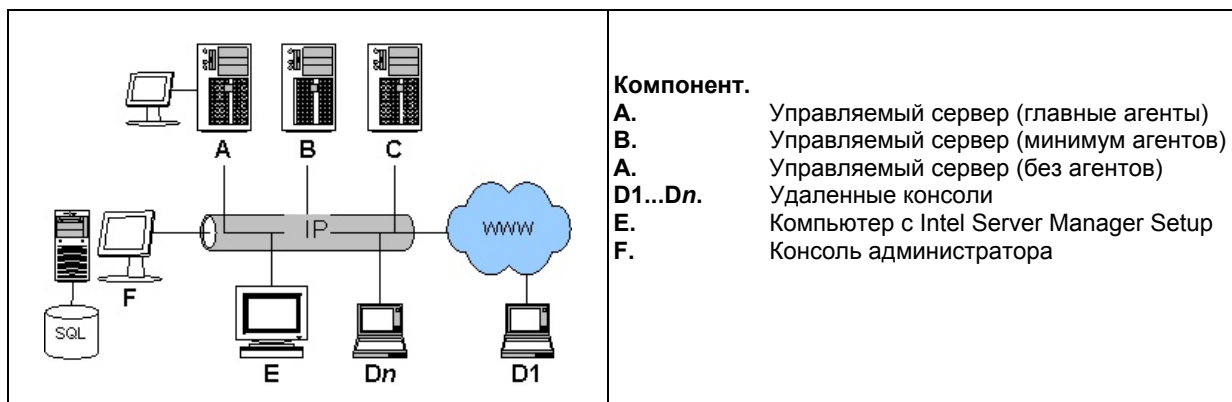 A
B
C
IP
WWW
F
SQL
E
Dn
D1
Компонент.
A. Управляемый сервер (главные агенты)
B. Управляемый сервер (минимум агентов)
A. Управляемый сервер (без агентов)
D1...Dn. Удаленные консоли
E. Компьютер с Intel Server Manager Setup
F. Консоль администратора